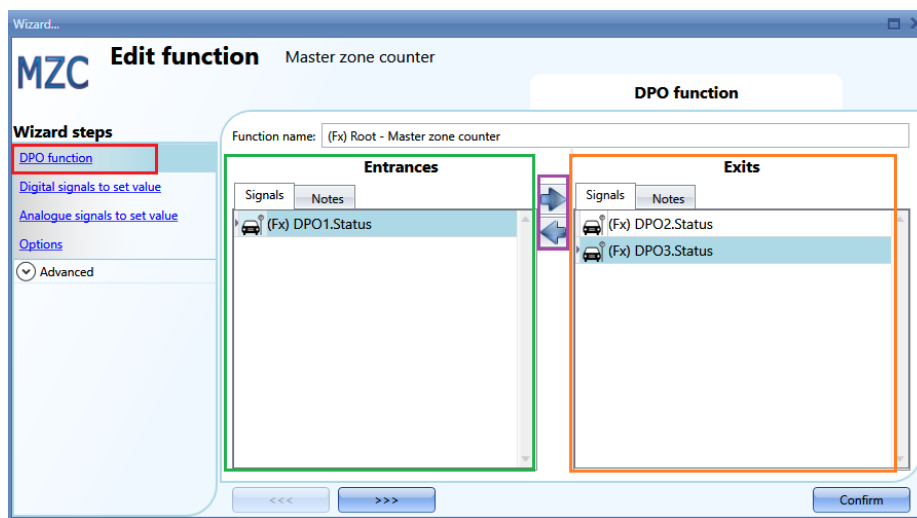 Wizard...
MZC
Edit function
Master zone counter
DPO function
Wizard steps
DPO function
Digital signals to set value
Analogue signals to set value
Options
Advanced
Function name: (Fx) Root - Master zone counter
Entrances
Signals Notes
(Fx) DPO1.Status
Exits
Signals Notes
(Fx) DPO2.Status
(Fx) DPO3.Status
<<< >>> Confirm